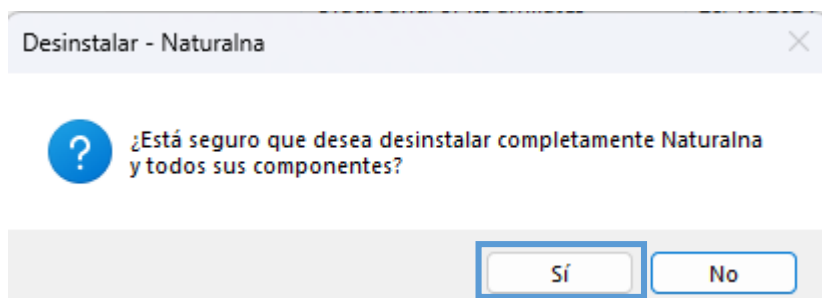 Desinstalar - Naturalna
¿Está seguro que desea desinstalar completamente Naturalna
y todos sus componentes?
Sí
No